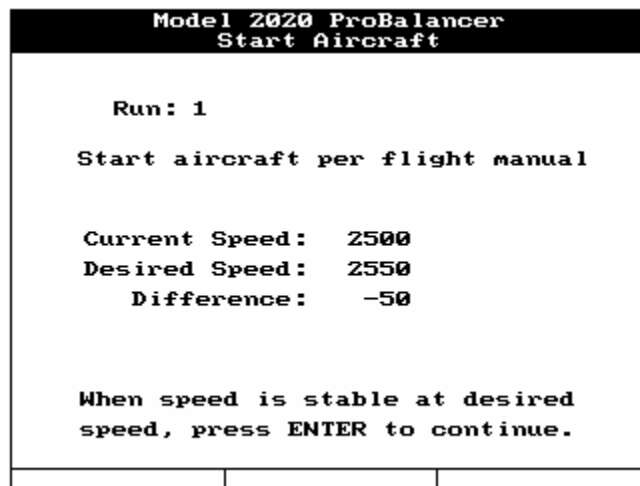 Model 2020 ProBalancer
Start Aircraft
Run: 1
Start aircraft per flight manual
Current Speed: 2500
Desired Speed: 2550
Difference: -50
When speed is stable at desired
speed, press ENTER to continue.